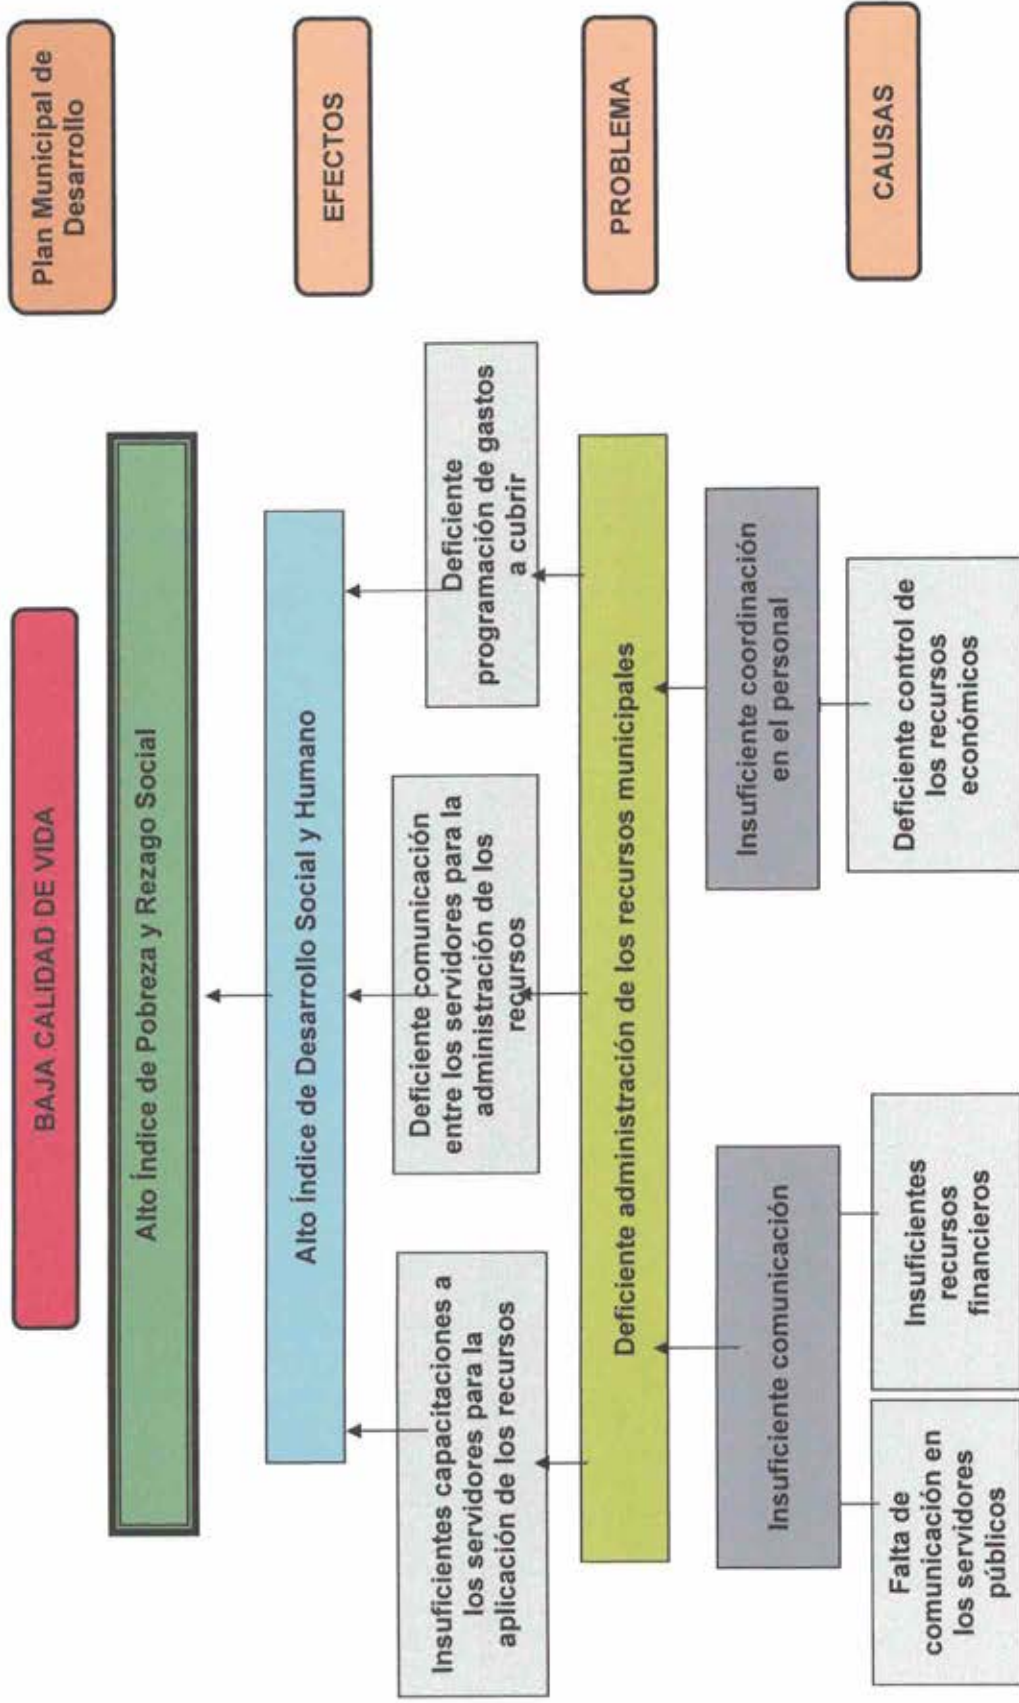 BAJA CALIDAD DE VIDA
Plan Municipal de
Desarrollo
Alto Índice de Pobreza y Rezago Social
Alto Índice de Desarrollo Social y Humano
EFECTOS
Insuficientes capacitaciones a
los servidores para la
aplicación de los recursos
Deficiente comunicación
entre los servidores para la
administración de los
recursos
Deficiente
programación de gastos
a cubrir
Deficiente administración de los recursos municipales
PROBLEMA
Insuficiente comunicación
Insuficiente coordinación
en el personal
Falta de
comunicación en
los servidores
públicos
Insuficientes
recursos
financieros
Deficiente control de
los recursos
económicos
CAUSAS